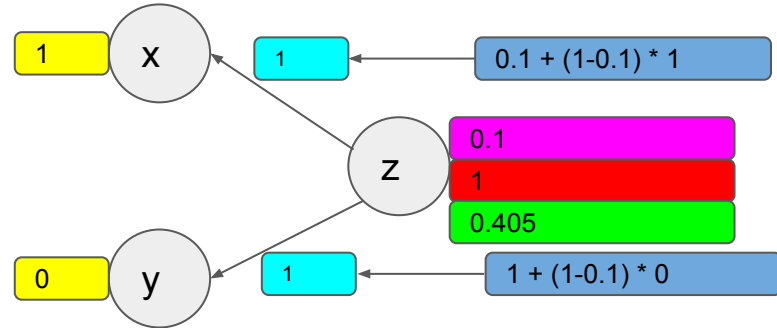 1 x 1 0.1 + (1-0.1) * 1
z 0.1
1
0.405
0 y 1 1 + (1-0.1) * 0